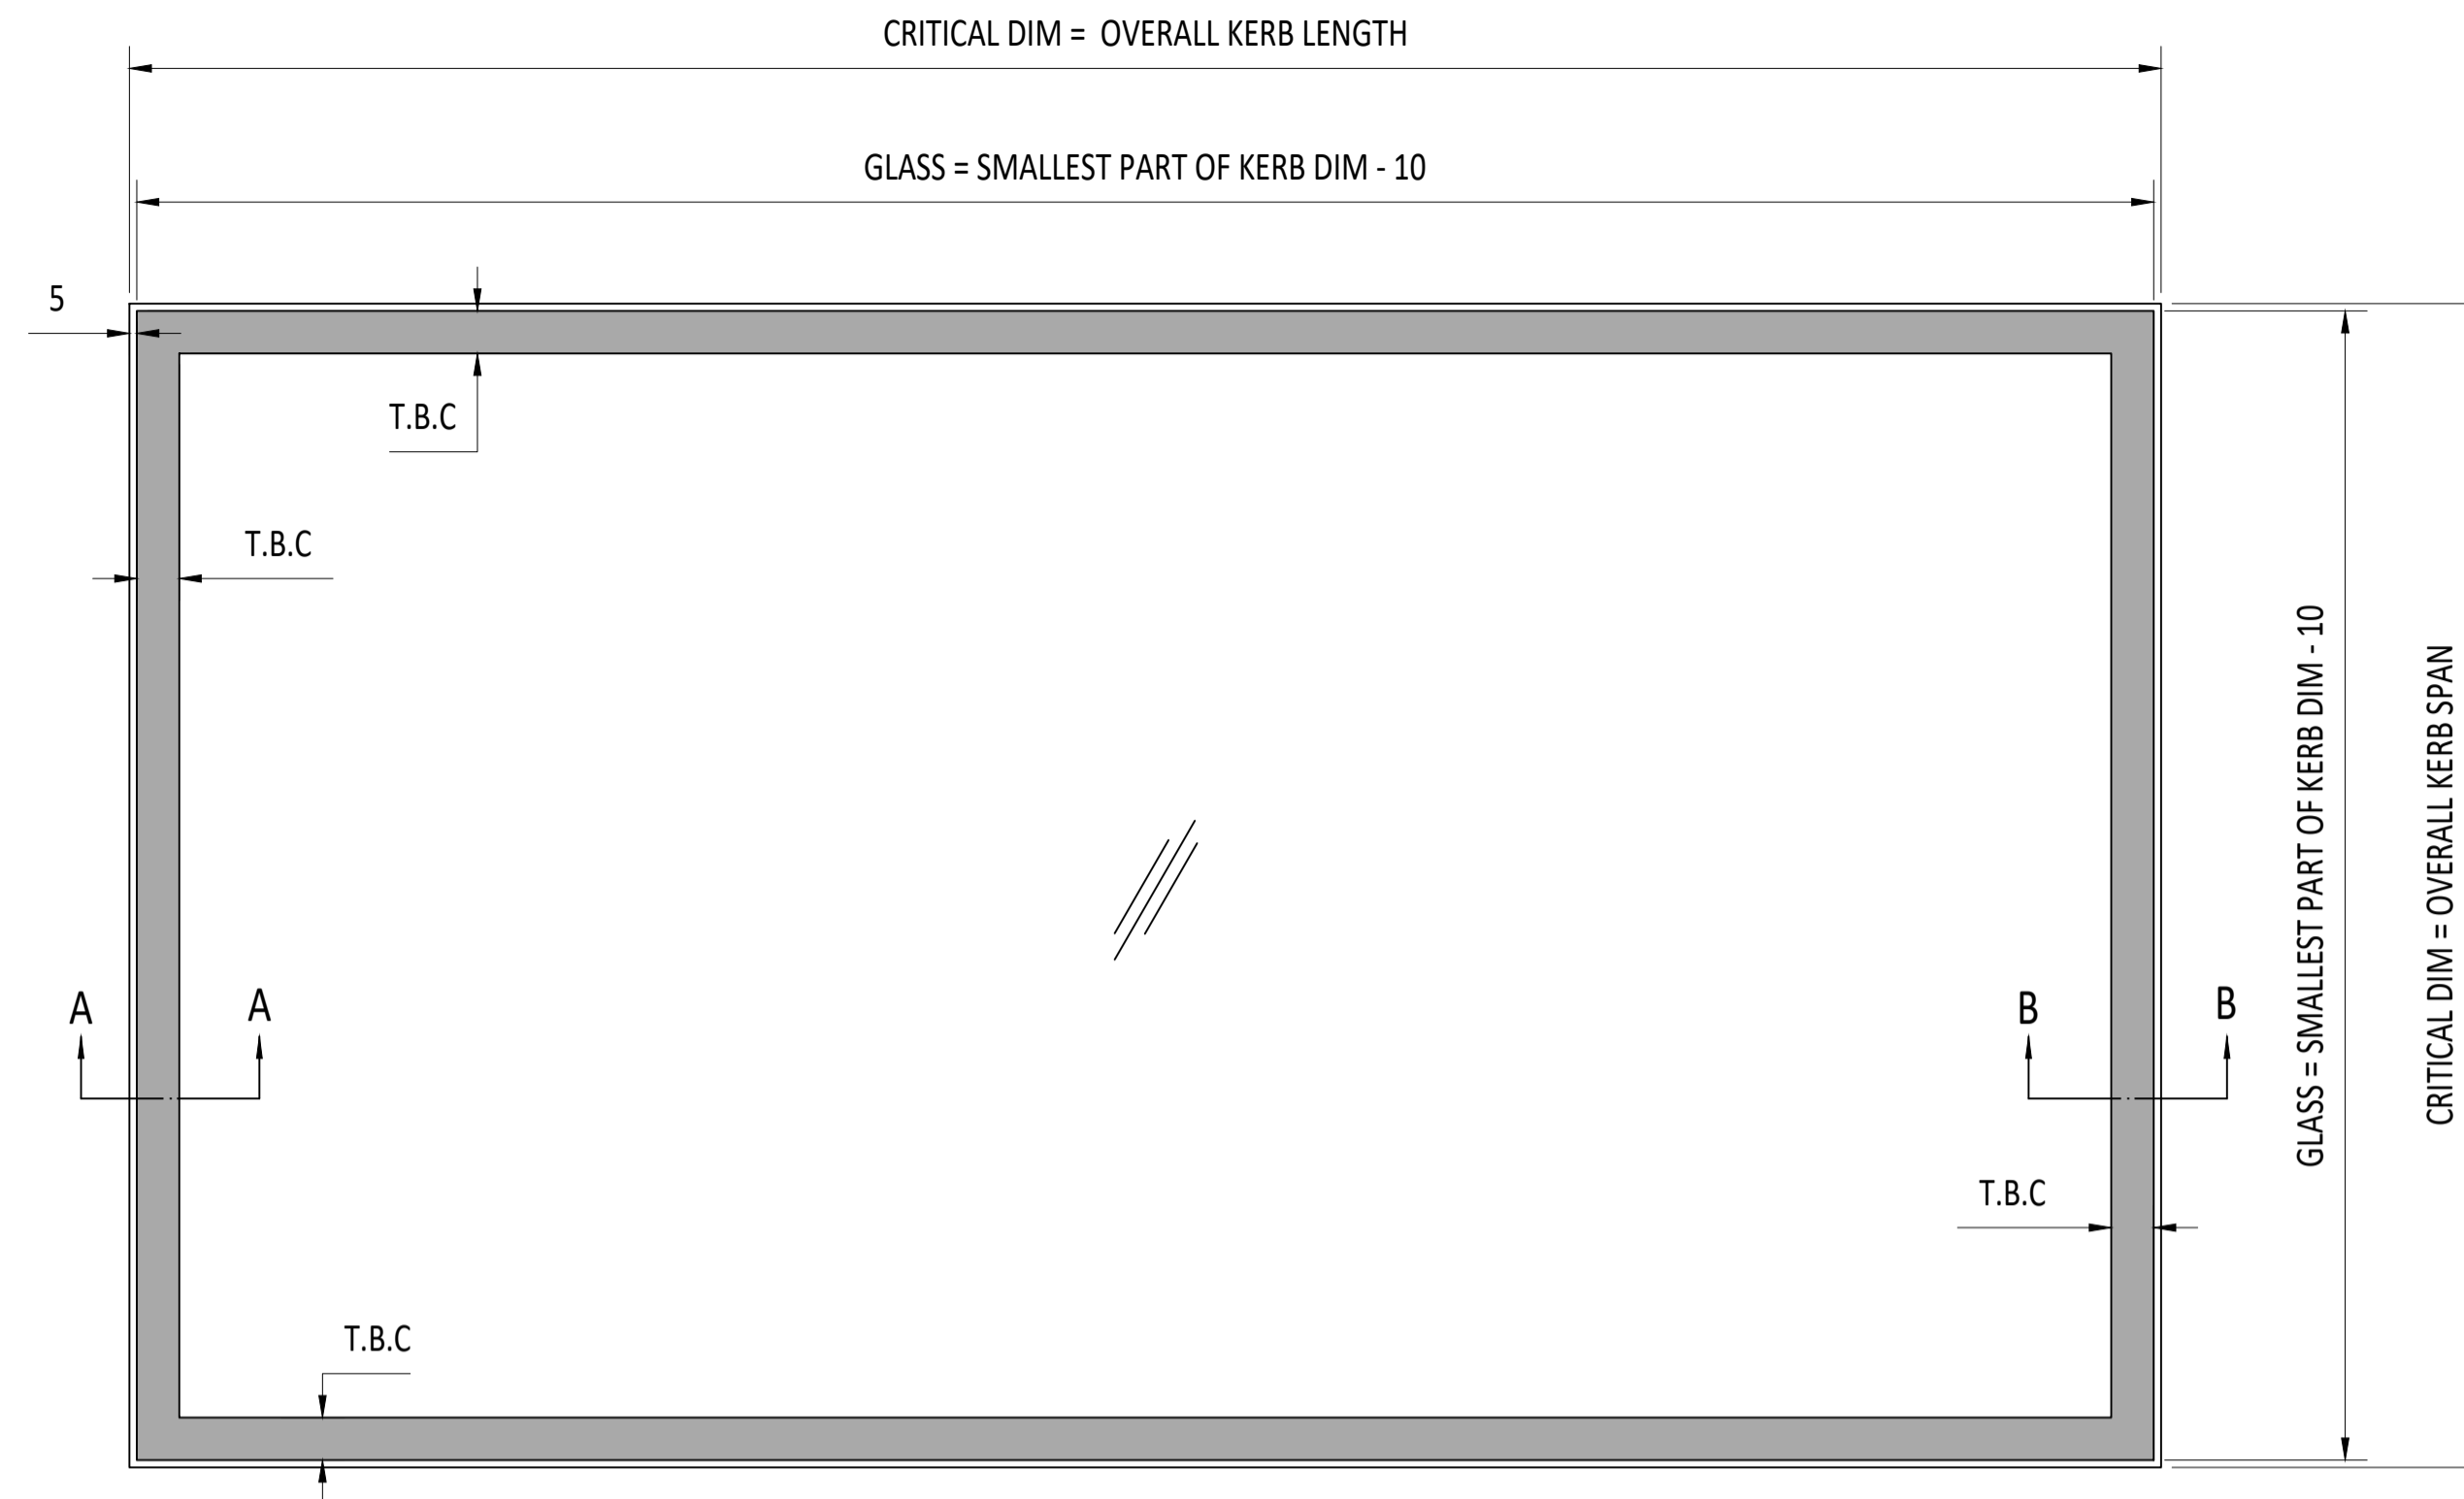 CRITICAL DIM = OVERALL KERB LENGTH
GLASS = SMALLEST PART OF KERB DIM - 10
5
T.B.C
T.B.C
GLASS = SMALLEST PART OF KERB DIM - 10
CRITICAL DIM = OVERALL KERB SPAN
A
A
B
B
T.B.C
T.B.C